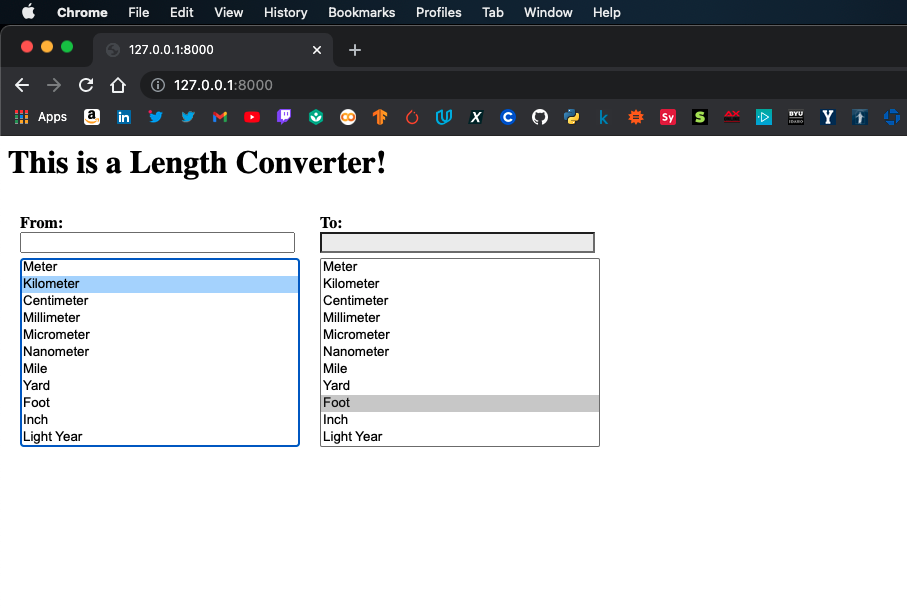 Chrome File Edit View History Bookmarks Profiles Tab Window Help
127.0.0.1:8000
127.0.0.1:8000
Apps
This is a Length Converter!
From: To:
Meter Meter
Kilometer Kilometer
Centimeter Centimeter
Millimeter Millimeter
Micrometer Micrometer
Nanometer Nanometer
Mile Mile
Yard Yard
Foot Foot
Inch Inch
Light Year Light Year